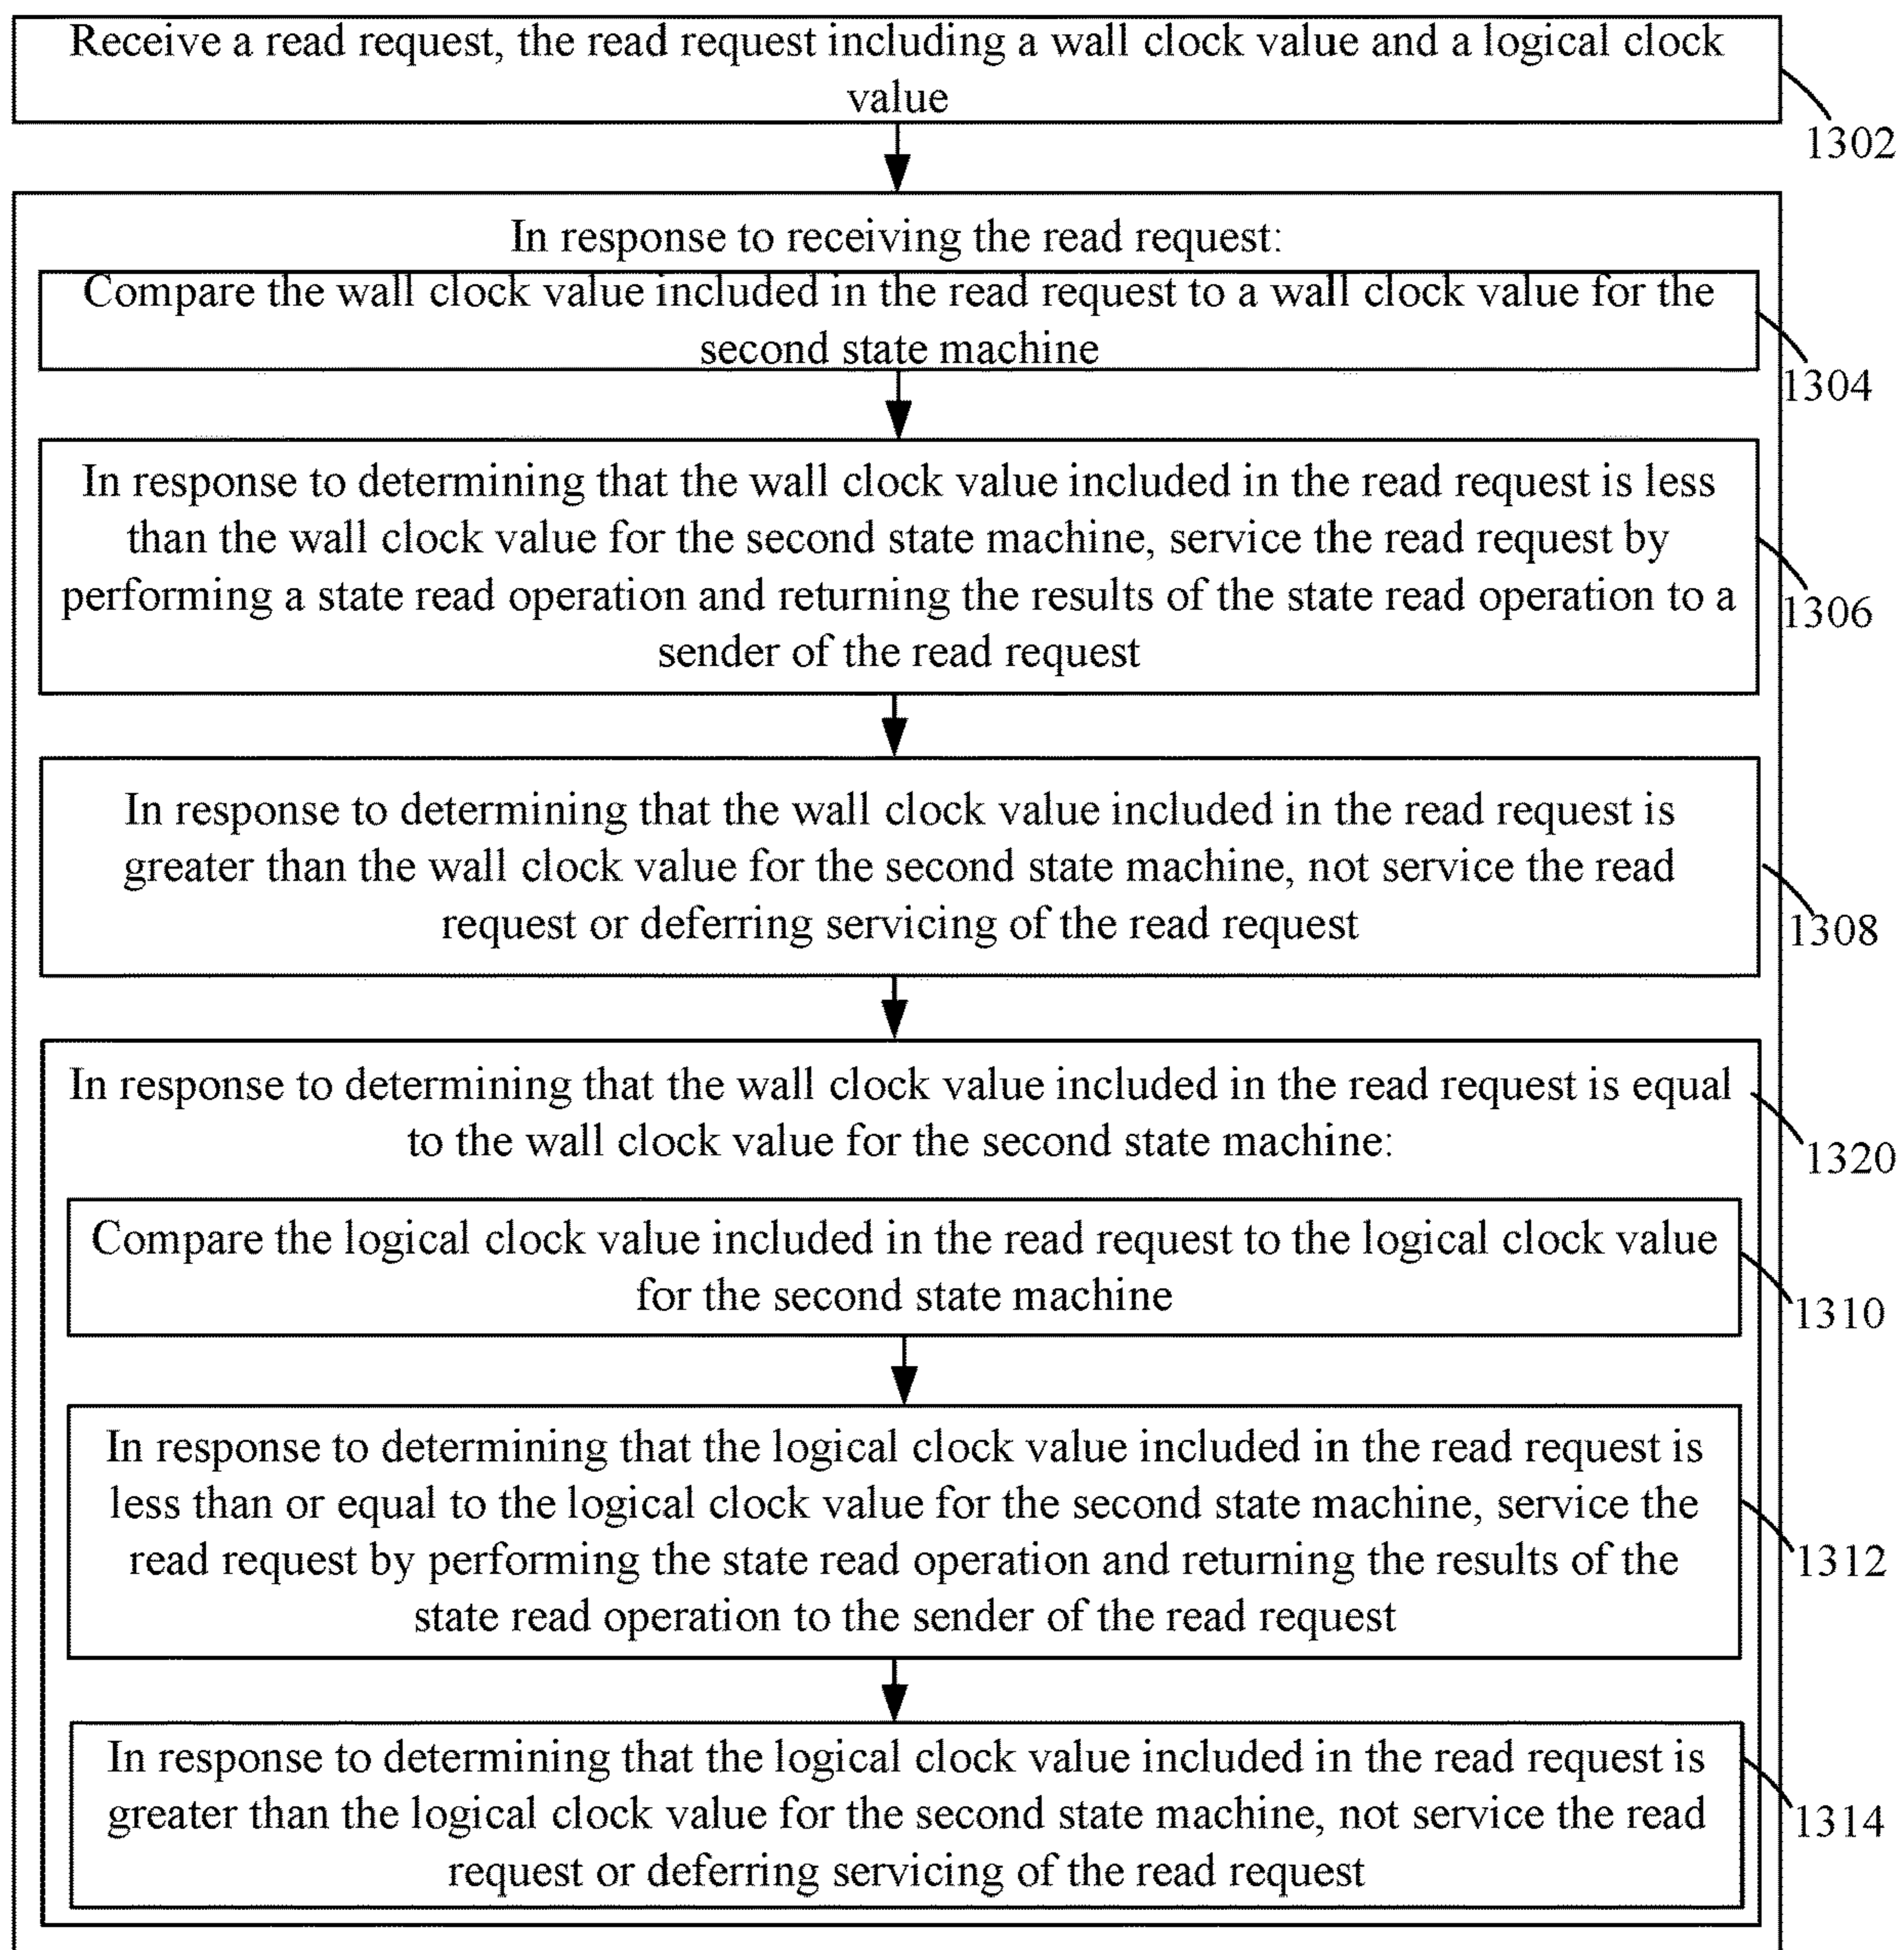 Receive a read request, the read request including a wall clock value and a logical clock
value
1302
In response to receiving the read request:
Compare the wall clock value included in the read request to a wall clock value for the
second state machine
1304
In response to determining that the wall clock value included in the read request is less
than the wall clock value for the second state machine, service the read request by
performing a state read operation and returning the results of the state read operation to a
sender of the read request
1306
In response to determining that the wall clock value included in the read request is
greater than the wall clock value for the second state machine, not service the read
request or deferring servicing of the read request
1308
In response to determining that the wall clock value included in the read request is equal
to the wall clock value for the second state machine:
1320
Compare the logical clock value included in the read request to the logical clock value
for the second state machine
1310
In response to determining that the logical clock value included in the read request is
less than or equal to the logical clock value for the second state machine, service the
read request by performing the state read operation and returning the results of the
state read operation to the sender of the read request
1312
In response to determining that the logical clock value included in the read request is
greater than the logical clock value for the second state machine, not service the read
request or deferring servicing of the read request
1314